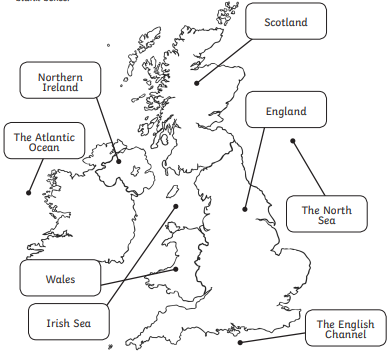 Scotland
Northern
Ireland
England
The Atlantic
Ocean
The North
Sea
Wales
Irish Sea
The English
Channel